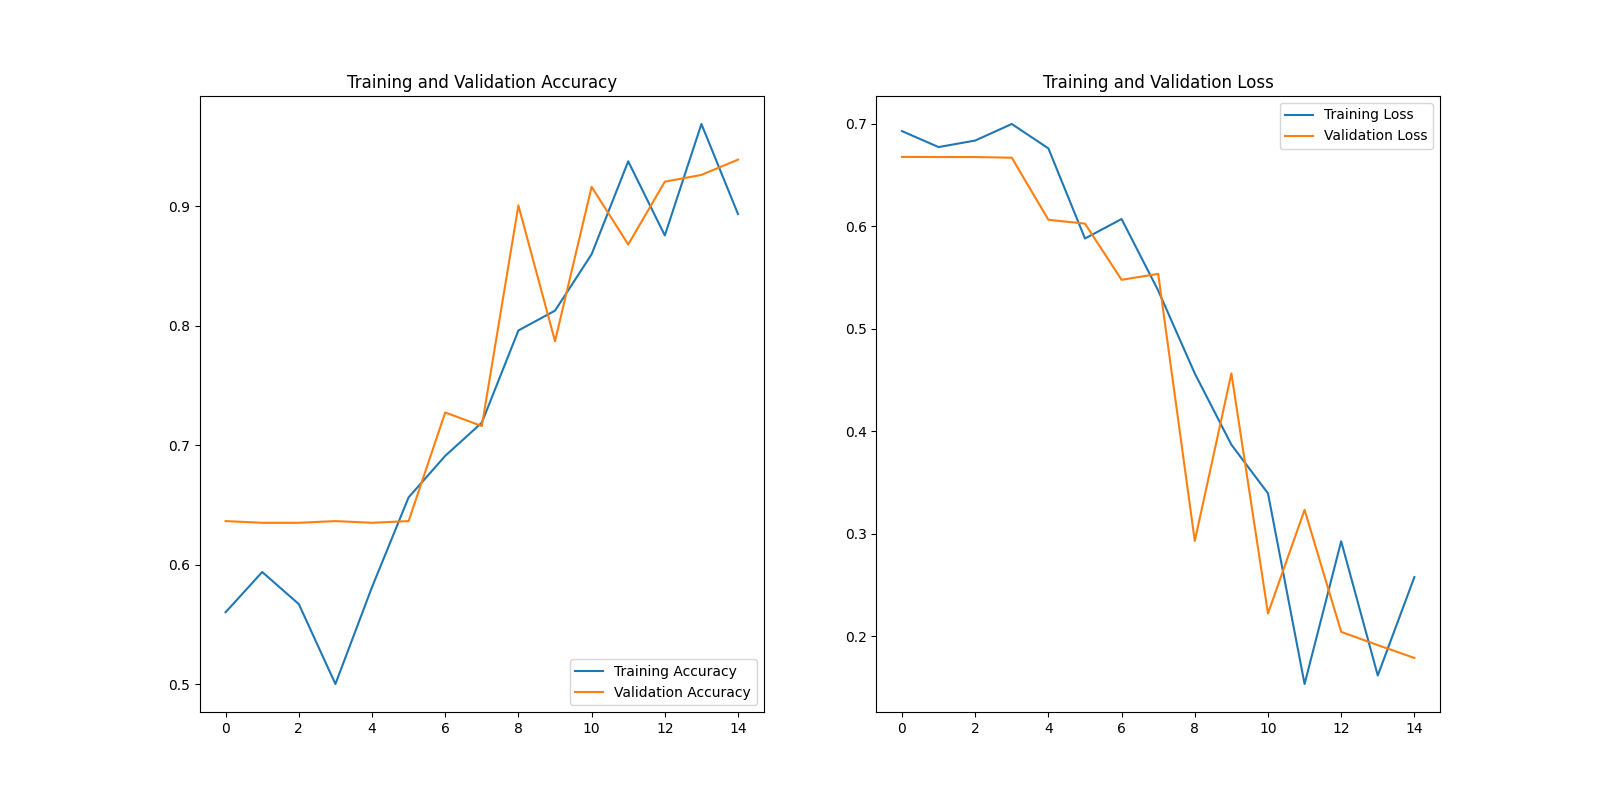 Training and Validation Accuracy
0.9
0.8
0.7
0.6
0.5
0 2 4 6 8 10 12 14
Training Accuracy
Validation Accuracy
Training and Validation Loss
0.7
0.6
0.5
0.4
0.3
0.2
0 2 4 6 8 10 12 14
Training Loss
Validation Loss